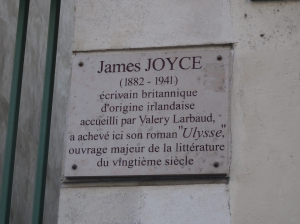 James JOYCE
(1882 - 1941)
écrivain britannique
d'origine irlandaise
accueilli par Valery Larbaud,
a achevé ici son roman "Ulysse,"
ouvrage majeur de la littérature
du vingtième siècle